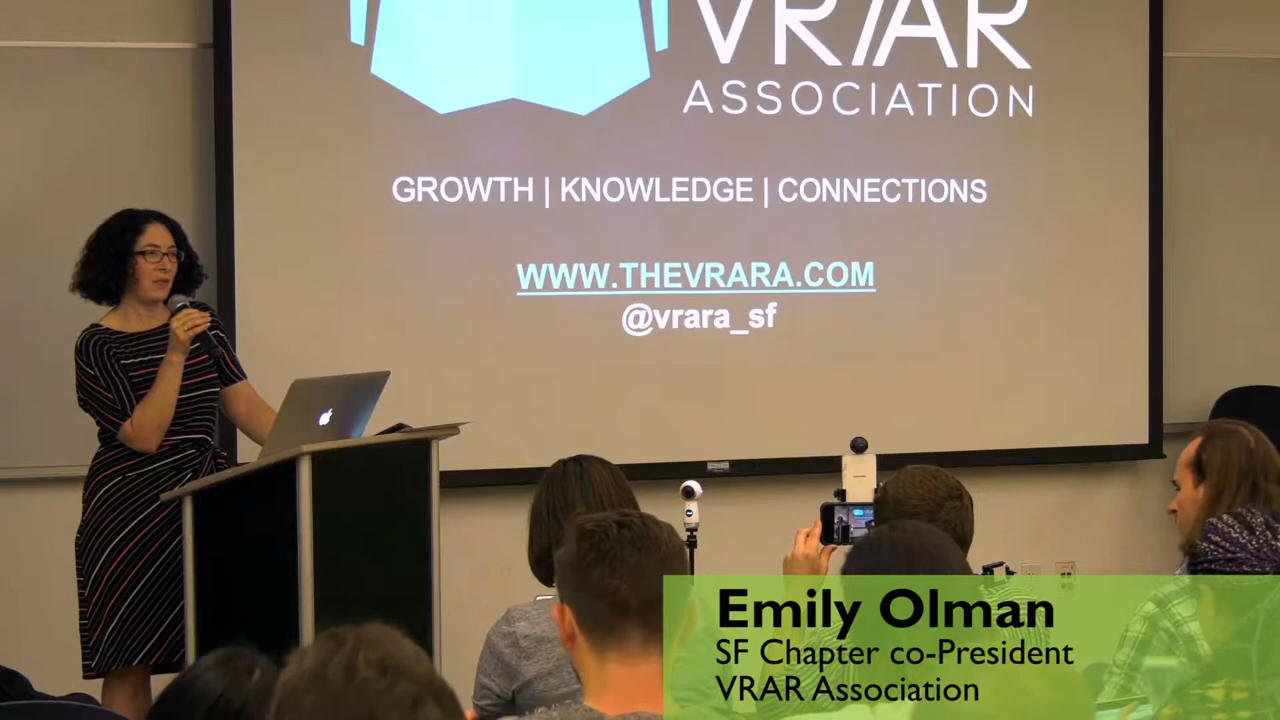 VR/AR
ASSOCIATION
GROWTH | KNOWLEDGE | CONNECTIONS
WWW.THEVRARA.COM
@vrara_sf
Emily Olman
SF Chapter co-President
VRAR Association